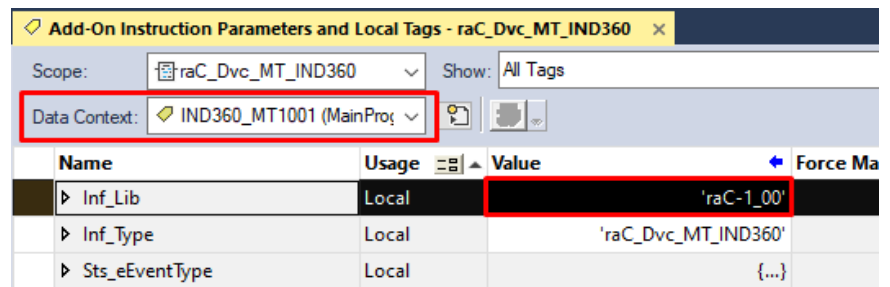 Add-On Instruction Parameters and Local Tags - raC_Dvc_MT_IND360 ×
Scope: raC_Dvc_MT_IND360 Show: All Tags
Data Context: IND360_MT1001 (MainProg
Name Usage Value Force Ma
Inf_Lib Local 'raC-1_00'
Inf_Type Local 'raC_Dvc_MT_IND360'
Sts_eEventType Local {...}